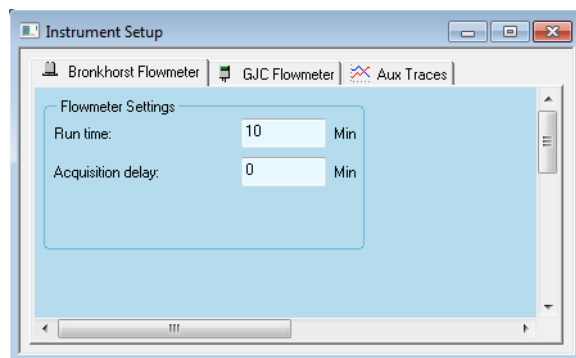 Instrument Setup
Bronkhorst Flowmeter GJC Flowmeter Aux Traces
Flowmeter Settings
Run time: 10 Min
Acquisition delay: 0 Min